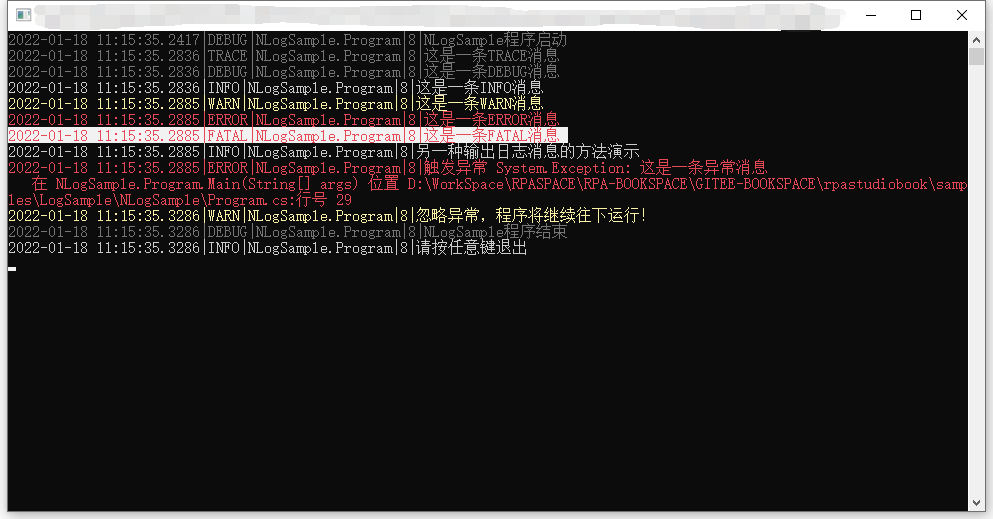 2022-01-18 11:15:35.2417|DEBUG|NLogSample.Program|8|NLogSample程序启动
2022-01-18 11:15:35.2836|TRACE|NLogSample.Program|8|这是一条TRACE消息
2022-01-18 11:15:35.2836|DEBUG|NLogSample.Program|8|这是一条DEBUG消息
2022-01-18 11:15:35.2836|INFO|NLogSample.Program|8|这是一条INFO消息
2022-01-18 11:15:35.2885|WARN|NLogSample.Program|8|这是一条WARN消息
2022-01-18 11:15:35.2885|ERROR|NLogSample.Program|8|这是一条ERROR消息
2022-01-18 11:15:35.2885|FATAL|NLogSample.Program|8|这是一条FATAL消息
2022-01-18 11:15:35.2885|INFO|NLogSample.Program|8|另一种输出日志消息的方法演示
2022-01-18 11:15:35.2885|ERROR|NLogSample.Program|8|触发异常 System.Exception: 这是一条异常消息
在 NLogSample.Program.Main(String[] args) 位置 D:\WorkSpace\RPASPACE\RPA-BOOKSPACE\GITEE-BOOKSPACE\rpastudiobook\samp
les\LogSample\NLogSample\Program.cs:行号 29
2022-01-18 11:15:35.3286|WARN|NLogSample.Program|8|忽略异常，程序将继续往下运行！
2022-01-18 11:15:35.3286|DEBUG|NLogSample.Program|8|NLogSample程序结束
2022-01-18 11:15:35.3286|INFO|NLogSample.Program|8|请按任意键退出